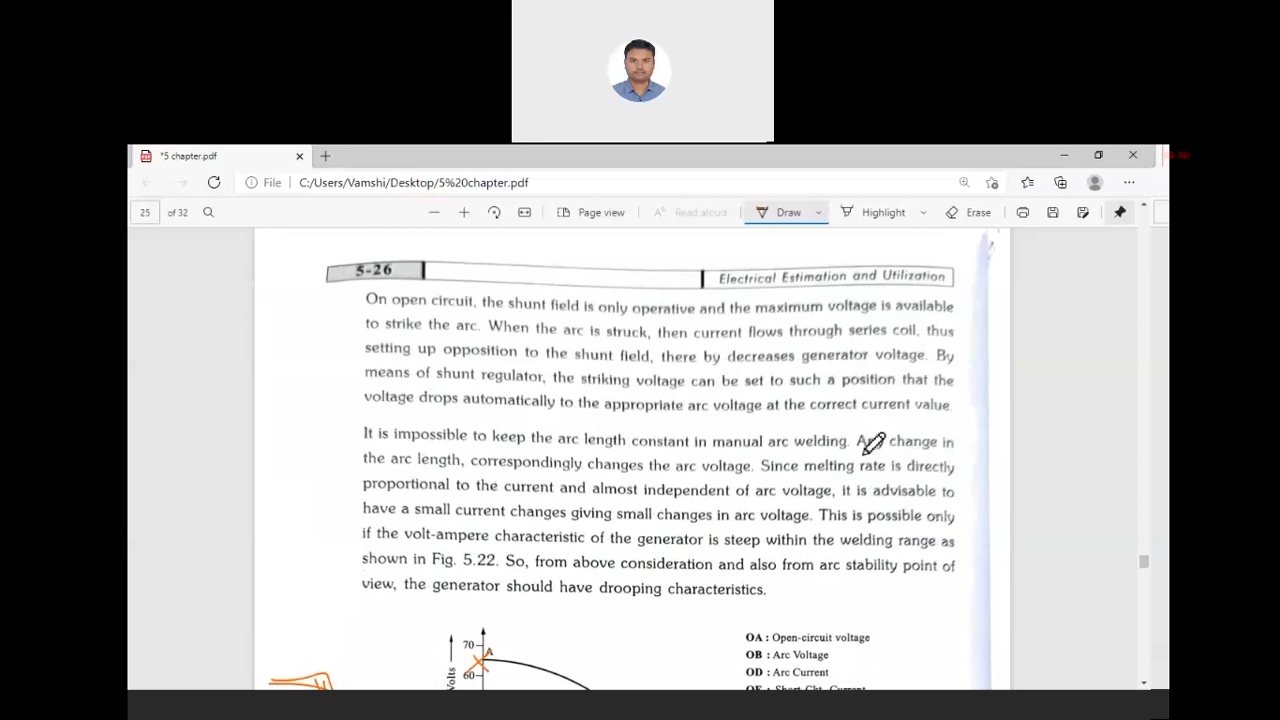 *5 chapter.pdf
File C:/Users/Vamshi/Desktop/5%20chapter.pdf
25 of 32 Page view Read aloud Draw Highlight Erase
5-26 Electrical Estimation and Utilization
On open circuit, the shunt field is only operative and the maximum voltage is available
to strike the arc. When the arc is struck, then current flows through series coil, thus
setting up opposition to the shunt field, there by decreases generator voltage. By
means of shunt regulator, the striking voltage can be set to such a position that the
voltage drops automatically to the appropriate arc voltage at the correct current value.
It is impossible to keep the arc length constant in manual arc welding. change in
the arc length, correspondingly changes the arc voltage. Since melting rate is directly
proportional to the current and almost independent of arc voltage, it is advisable to
have a small current changes giving small changes in arc voltage. This is possible only
if the volt-ampere characteristic of the generator is steep within the welding range as
shown in Fig. 5.22. So, from above consideration and also from arc stability point of
view, the generator should have drooping characteristics.
70 A
60
Volts
OA : Open-circuit voltage
OB : Arc Voltage
OD : Arc Current